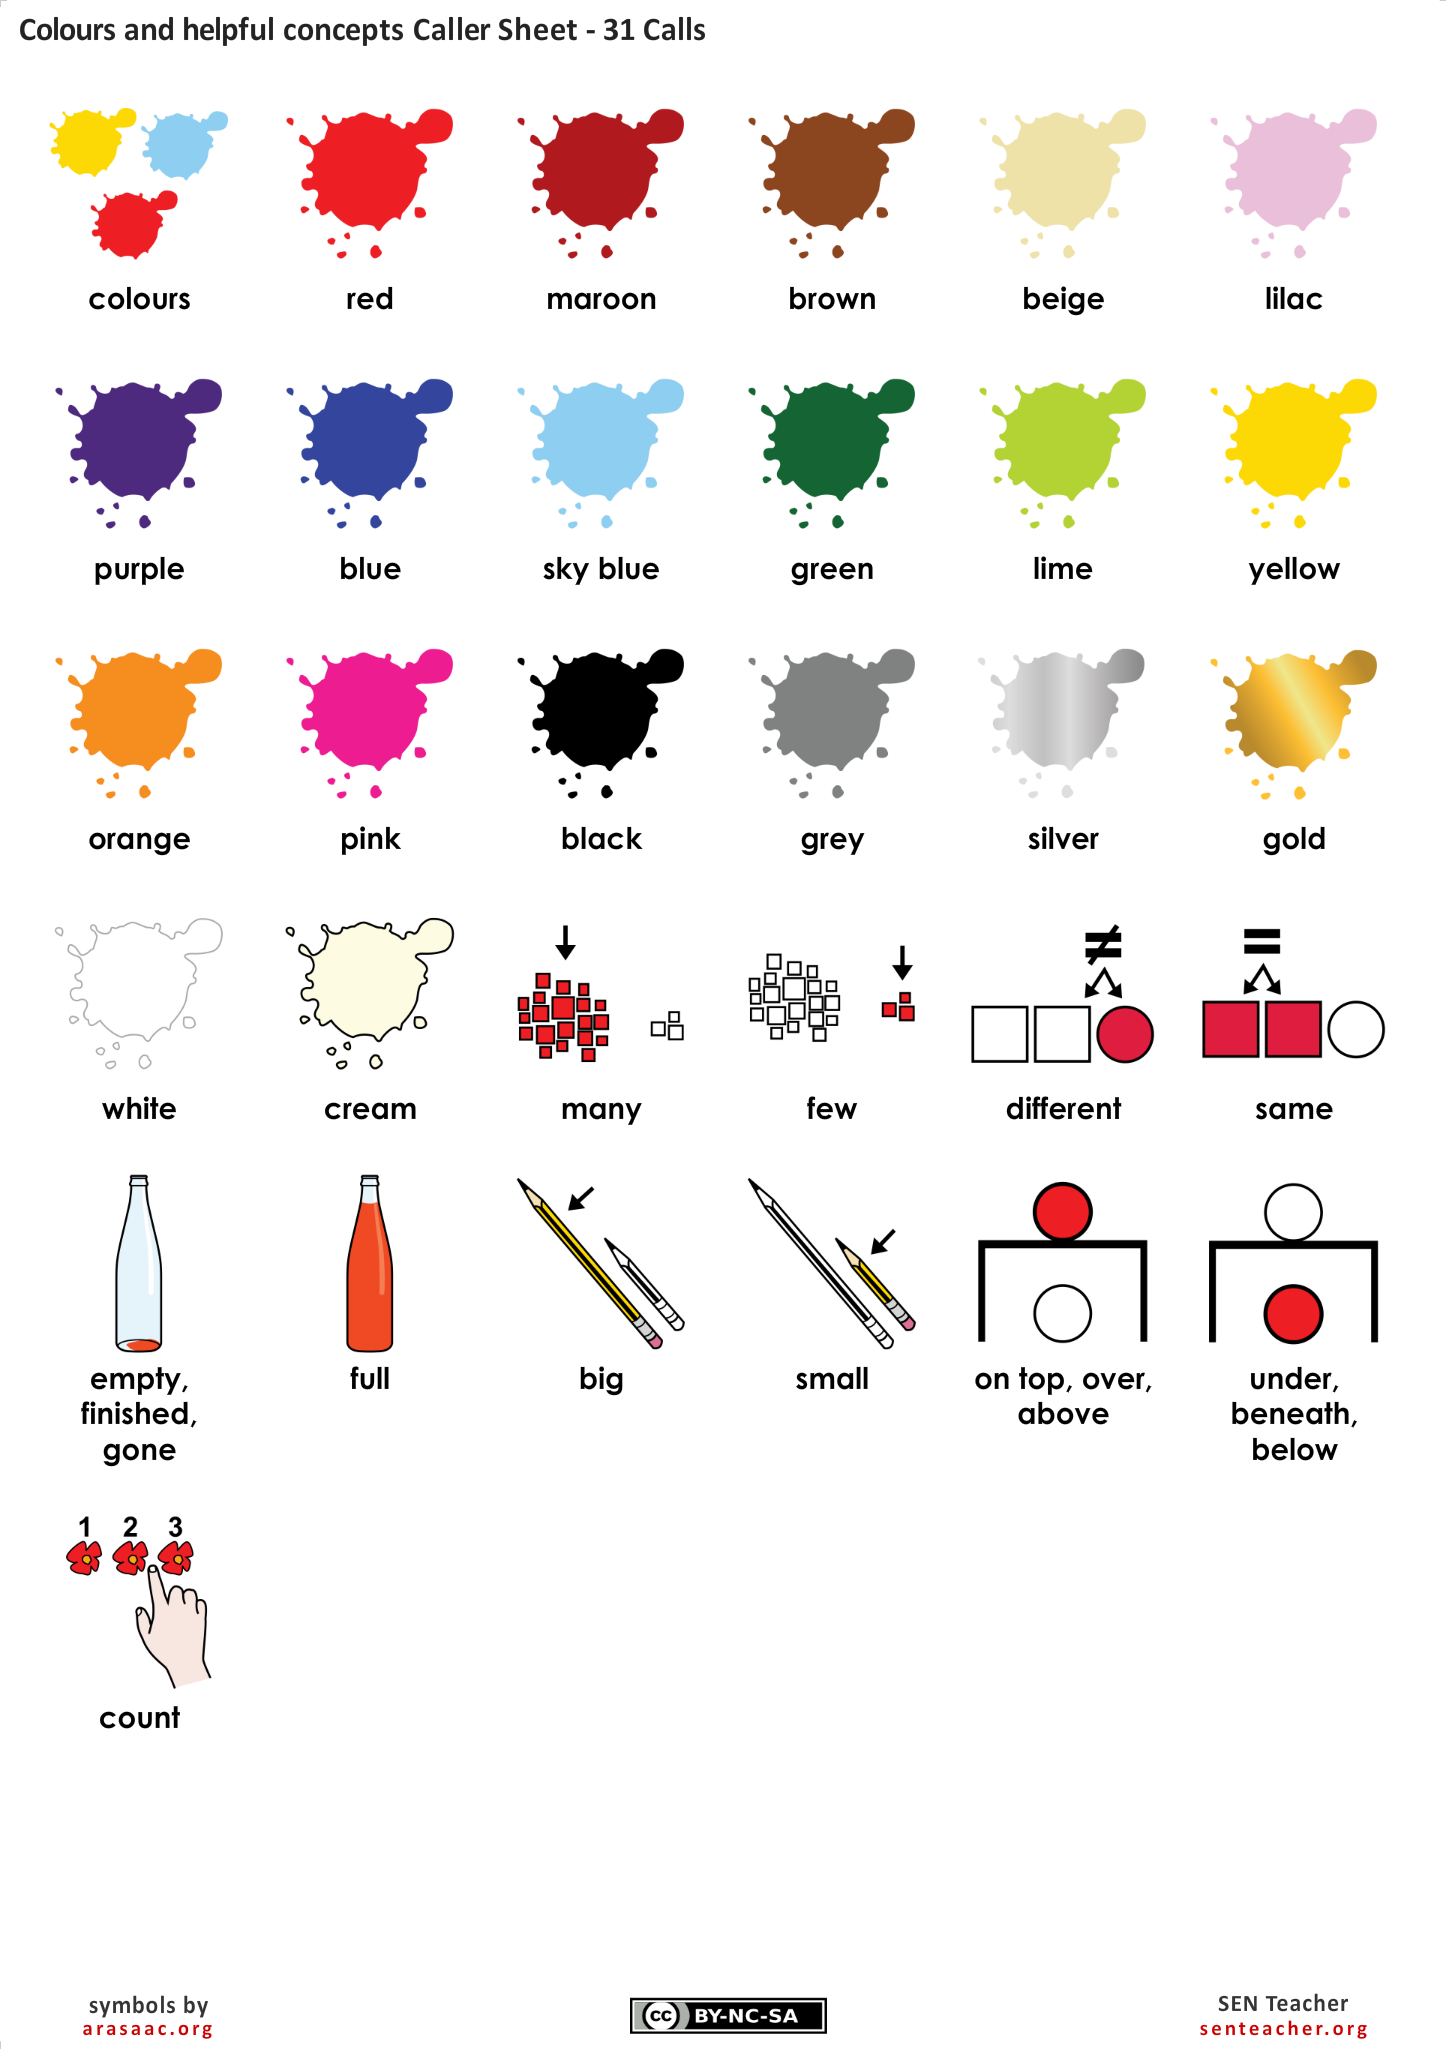 Colours and helpful concepts Caller Sheet - 31 Calls
colours
red
maroon
brown
beige
lilac
purple
blue
sky blue
green
lime
yellow
orange
pink
black
grey
silver
gold
white
cream
many
few
different
same
empty,
finished,
gone
full
big
small
on top, over,
above
under,
beneath,
below
1 2 3
count
symbols by
arasaac.org
cc BY-NC-SA
SEN Teacher
senteacher.org